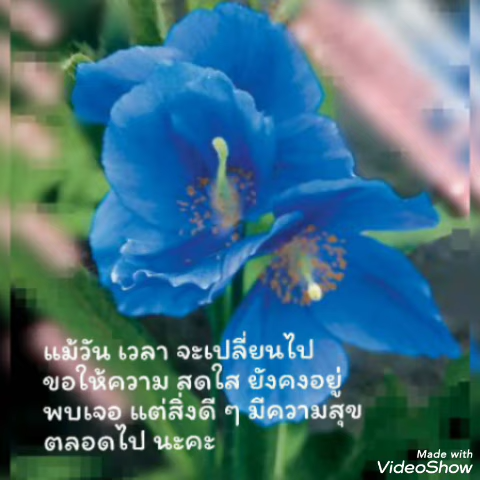 แม้วัน เวลา จะเปลี่ยนไป
ขอให้ความ สดใส ยังคงอยู่
พบเจอ แต่สิ่งดี ๆ มีความสุข
ตลอดไป นะคะ
Made with
VideoShow